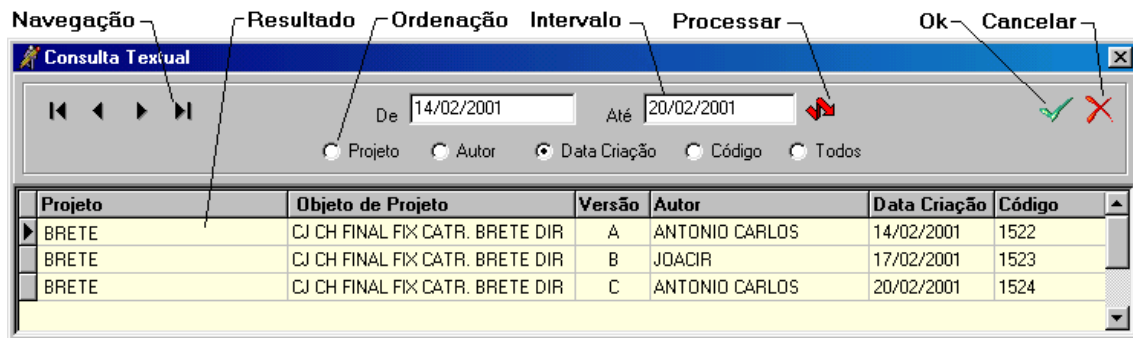 Navegação Resultado Ordenação Intervalo Processar Ok Cancelar
Consulta Textual
De 14/02/2001 Até 20/02/2001
Projeto Autor Data Criação Código Todos
Projeto Objeto de Projeto Versão Autor Data Criação Código
BRETE CJ CH FINAL FIX CATR. BRETE DIR A ANTONIO CARLOS 14/02/2001 1522
BRETE CJ CH FINAL FIX CATR. BRETE DIR B JOACIR 17/02/2001 1523
BRETE CJ CH FINAL FIX CATR. BRETE DIR C ANTONIO CARLOS 20/02/2001 1524